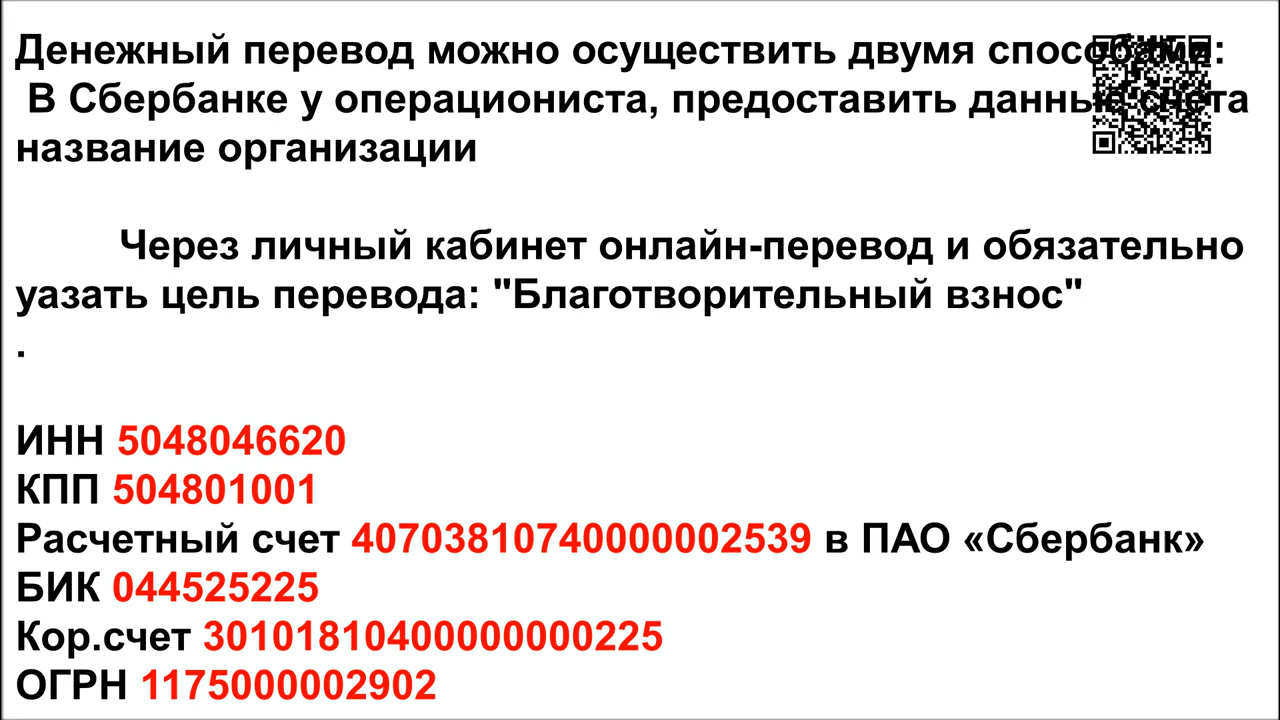 Денежный перевод можно осуществить двумя способами:
В Сбербанке у операциониста, предоставить данные счета
название организации
Через личный кабинет онлайн-перевод и обязательно
уазать цель перевода: "Благотворительный взнос"
.
ИНН 5048046620
КПП 504801001
Расчетный счет 40703810740000002539 в ПАО «Сбербанк»
БИК 044525225
Кор.счет 30101810400000000225
ОГРН 1175000002902